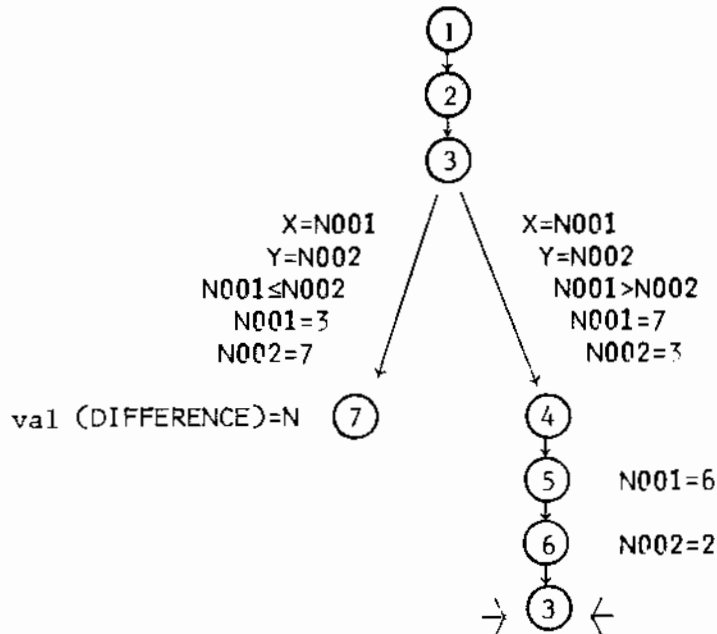 1
2
3
X=N001
Y=N002
N001≤N002
N001=3
N002=7
X=N001
Y=N002
N001>N002
N001=7
N002=3
val (DIFFERENCE)=N
7
4
5
N001=6
6
N002=2
3